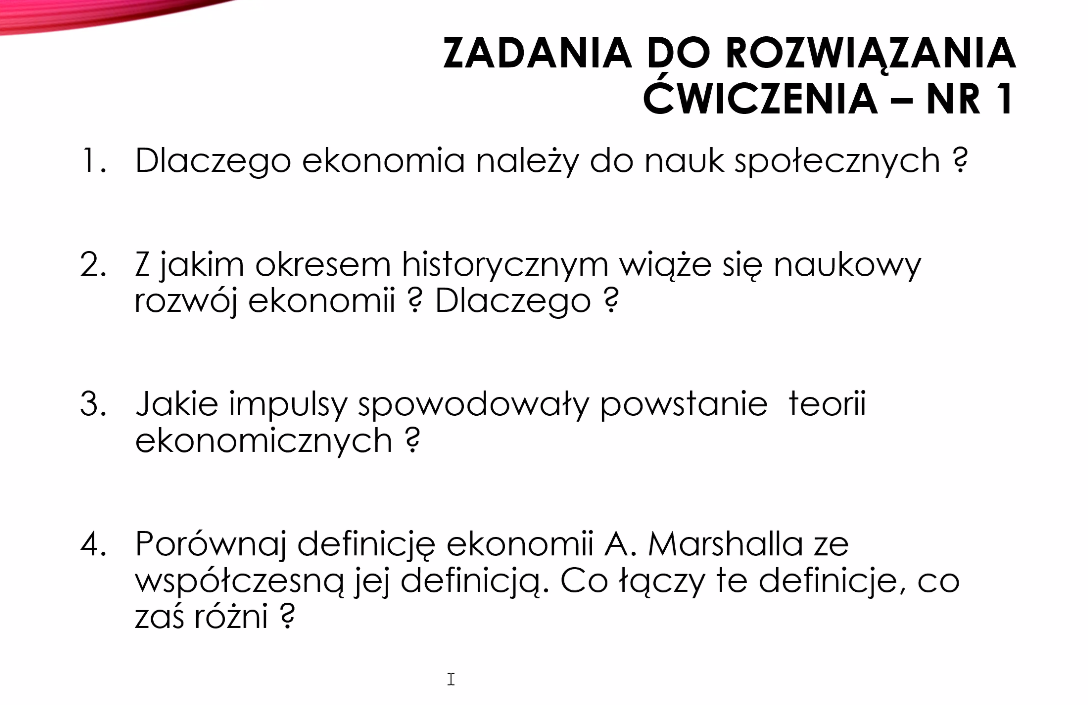 ZADANIA DO ROZWIĄZANIA
ĆWICZENIA – NR 1
1. Dlaczego ekonomia należy do nauk społecznych ?
2. Z jakim okresem historycznym wiąże się naukowy
rozwój ekonomii ? Dlaczego ?
3. Jakie impulsy spowodowały powstanie  teorii
ekonomicznych ?
4. Porównaj definicję ekonomii A. Marshalla ze
współczesną jej definicją. Co łączy te definicje, co
zaś różni ?